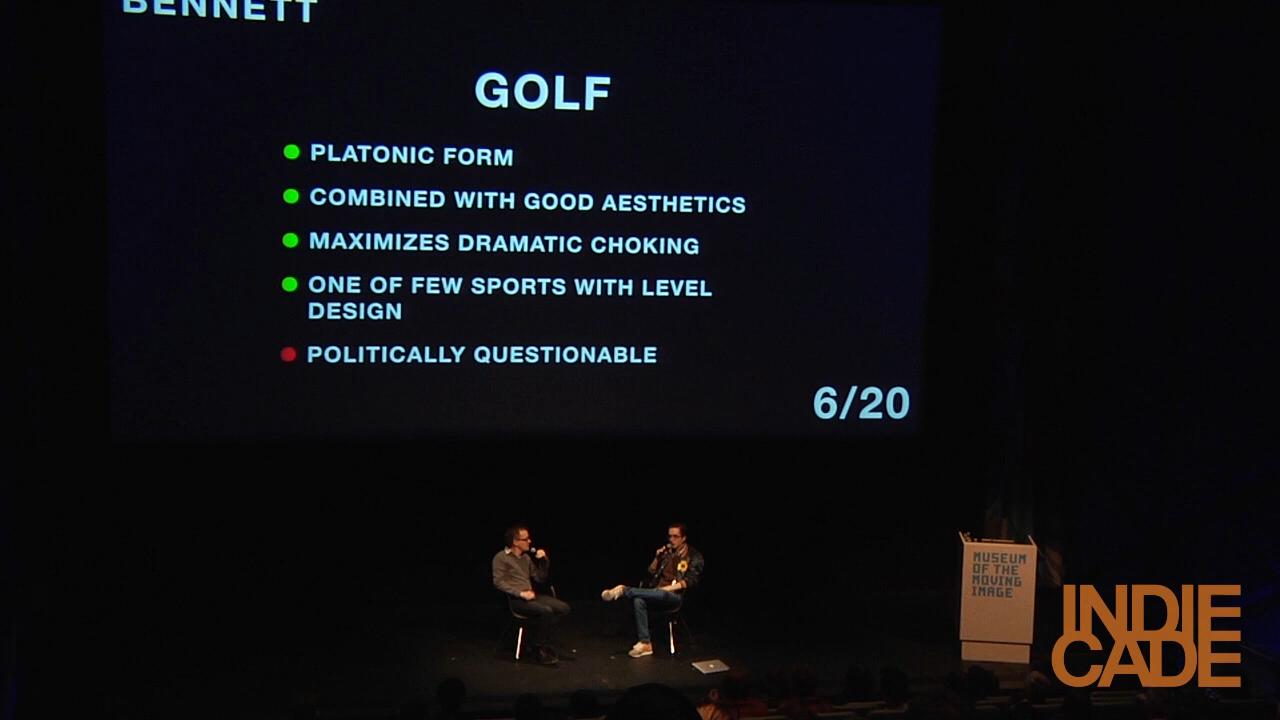 BENNETT
GOLF
PLATONIC FORM
COMBINED WITH GOOD AESTHETICS
MAXIMIZES DRAMATIC CHOKING
ONE OF FEW SPORTS WITH LEVEL
DESIGN
POLITICALLY QUESTIONABLE
6/20
MUSEUM
OF THE
MOVING
IMAGE
INDIE
CADE